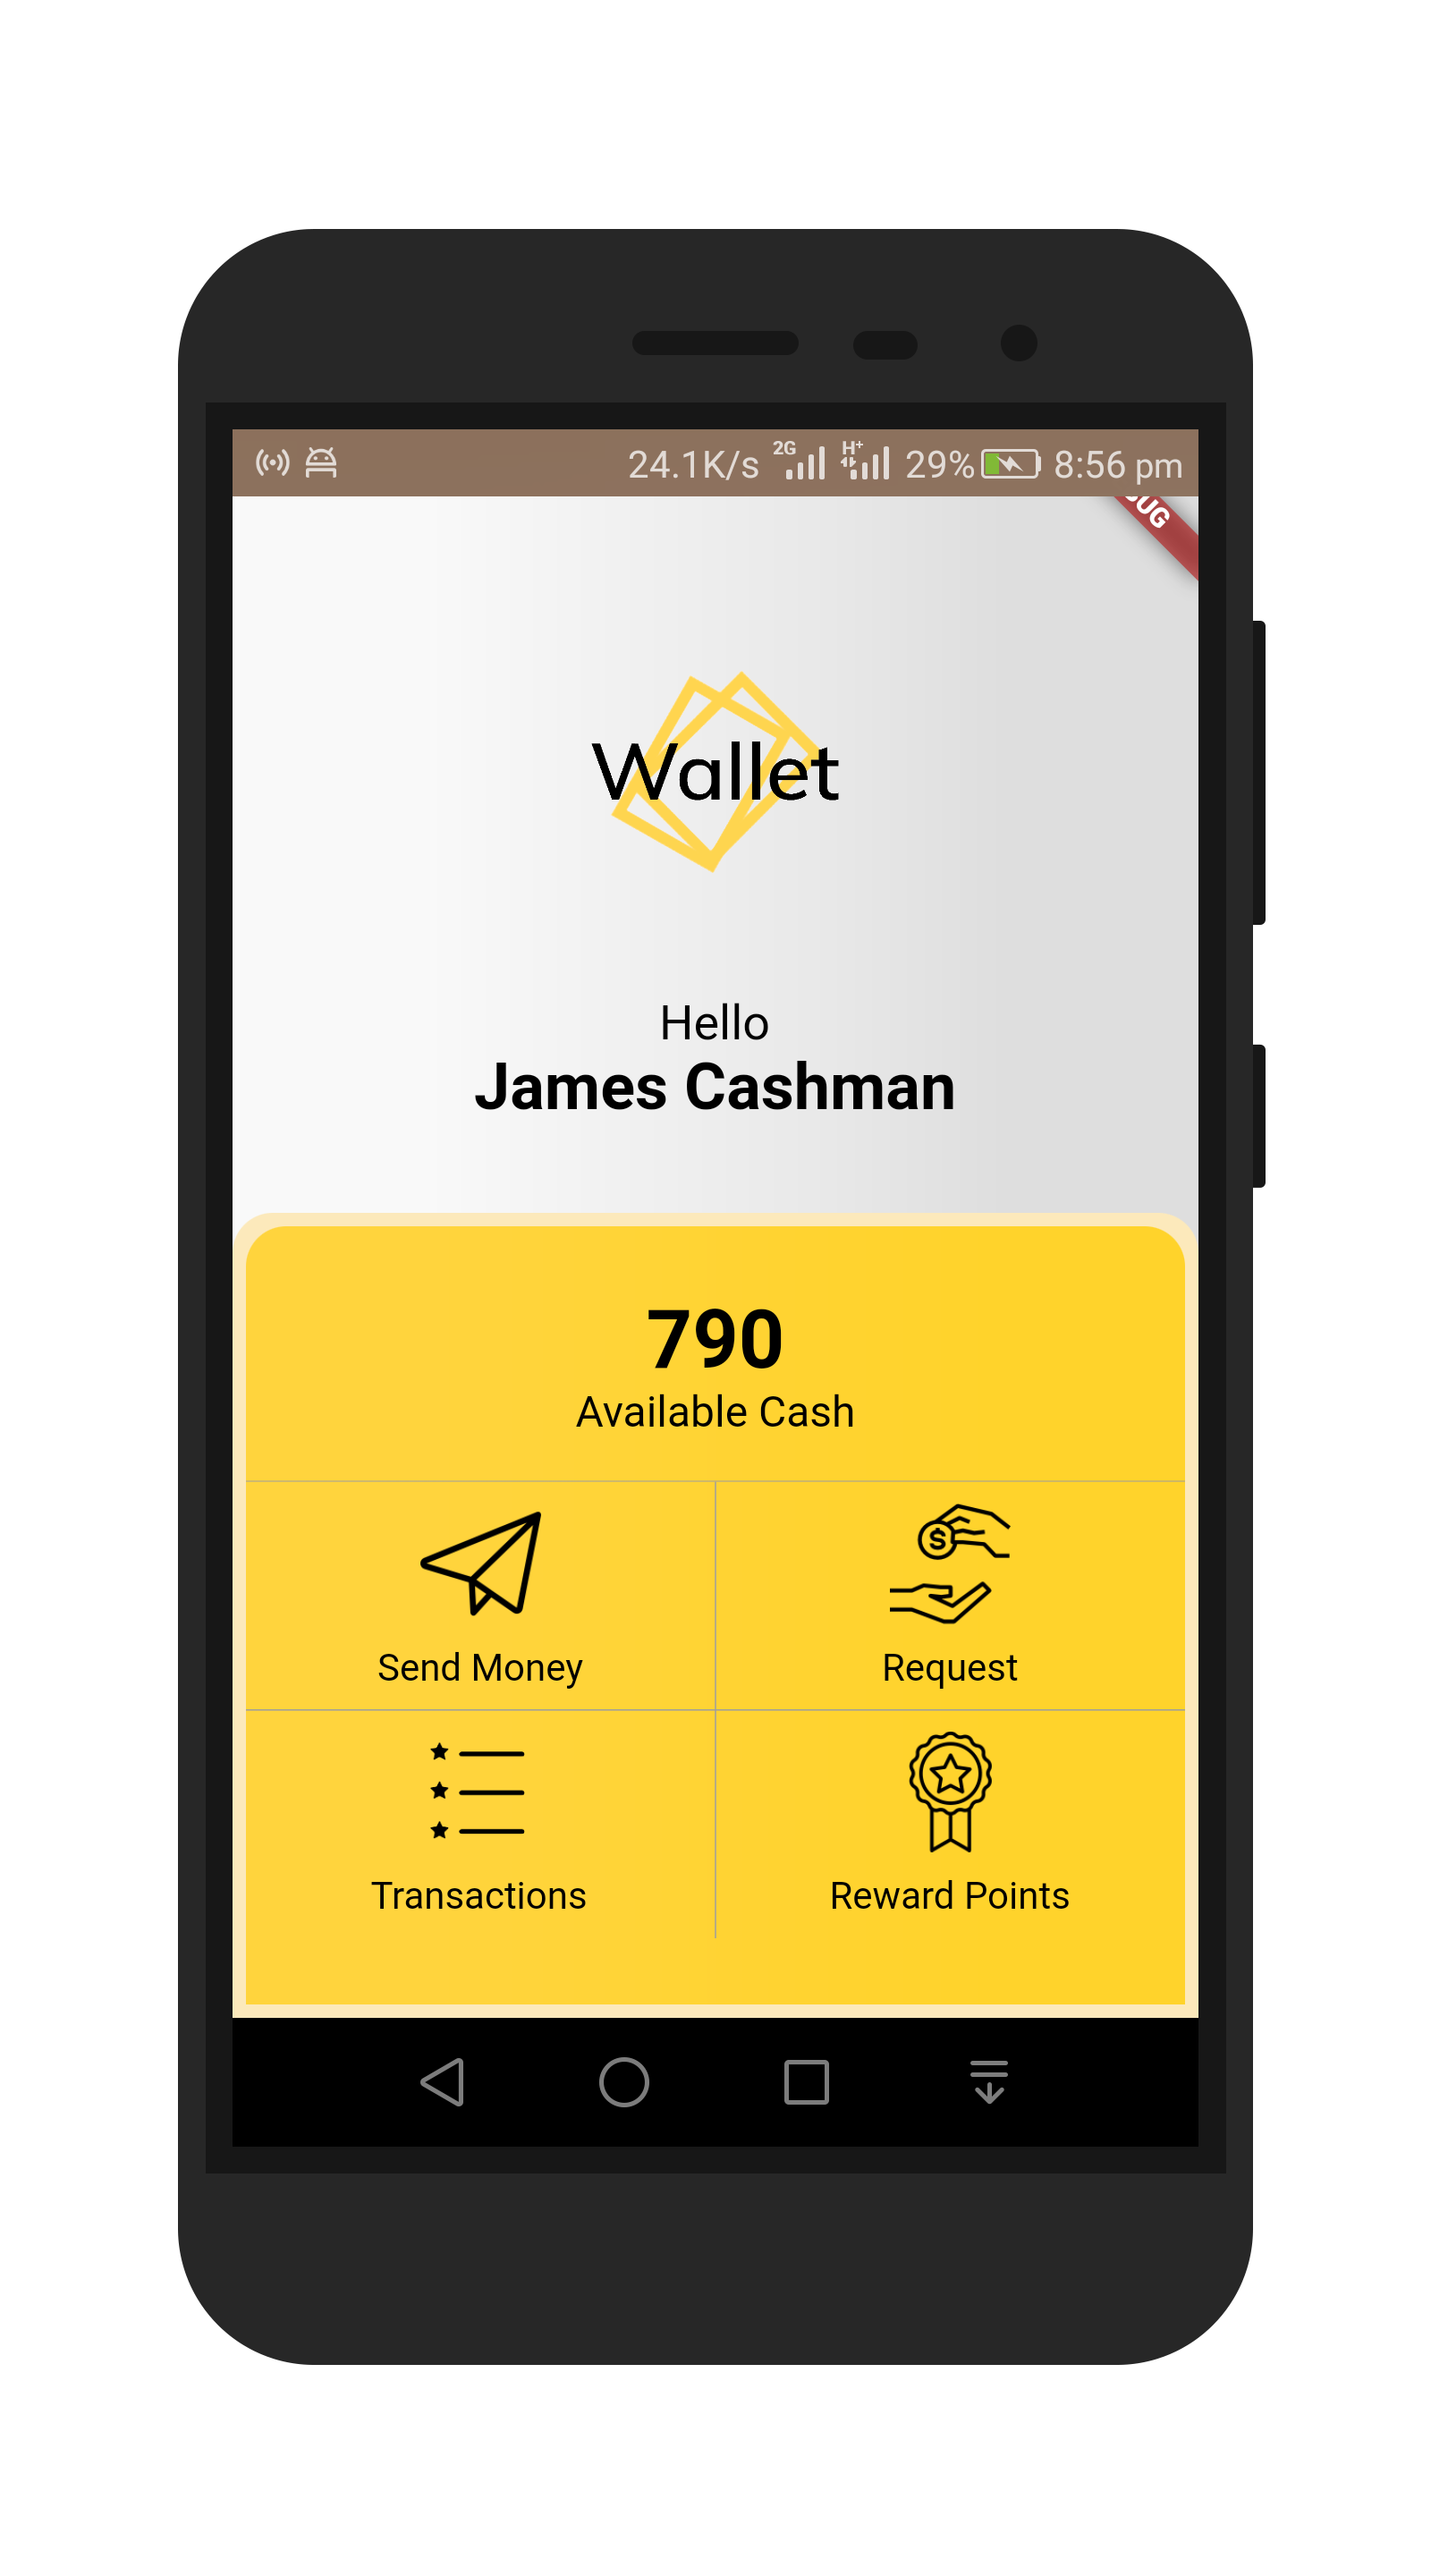 24.1K/s 2G H+ 29% 8:56 pm
UG
Wallet
Hello
James Cashman
790
Available Cash
$
Send Money Request
Transactions Reward Points